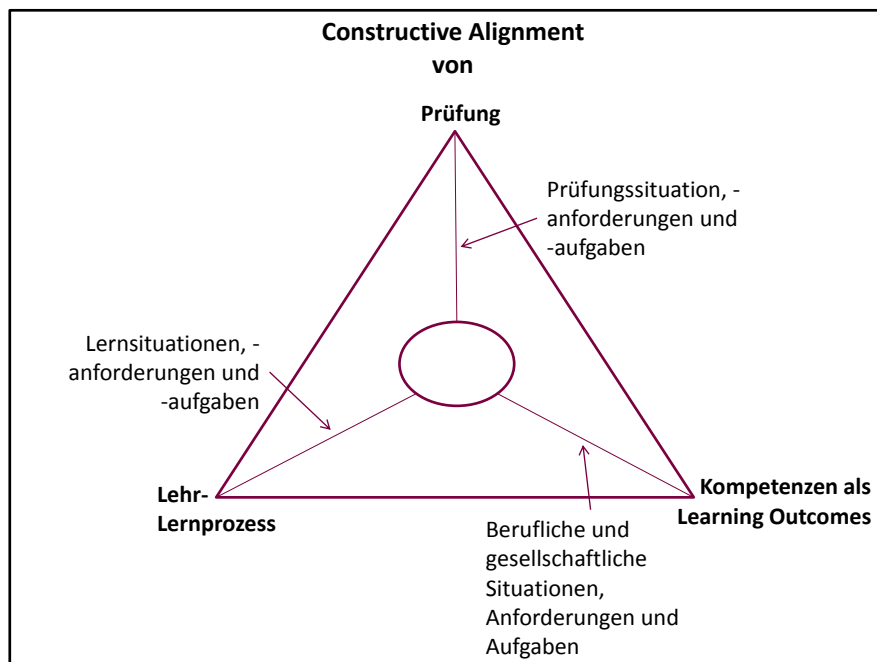 Constructive Alignment
von
Prüfung
Prüfungssituation, -
anforderungen und
-aufgaben
Lernsituationen, -
anforderungen und
-aufgaben
Lehr-
Lernprozess
Kompetenzen als
Learning Outcomes
Berufliche und
gesellschaftliche
Situationen,
Anforderungen und
Aufgaben